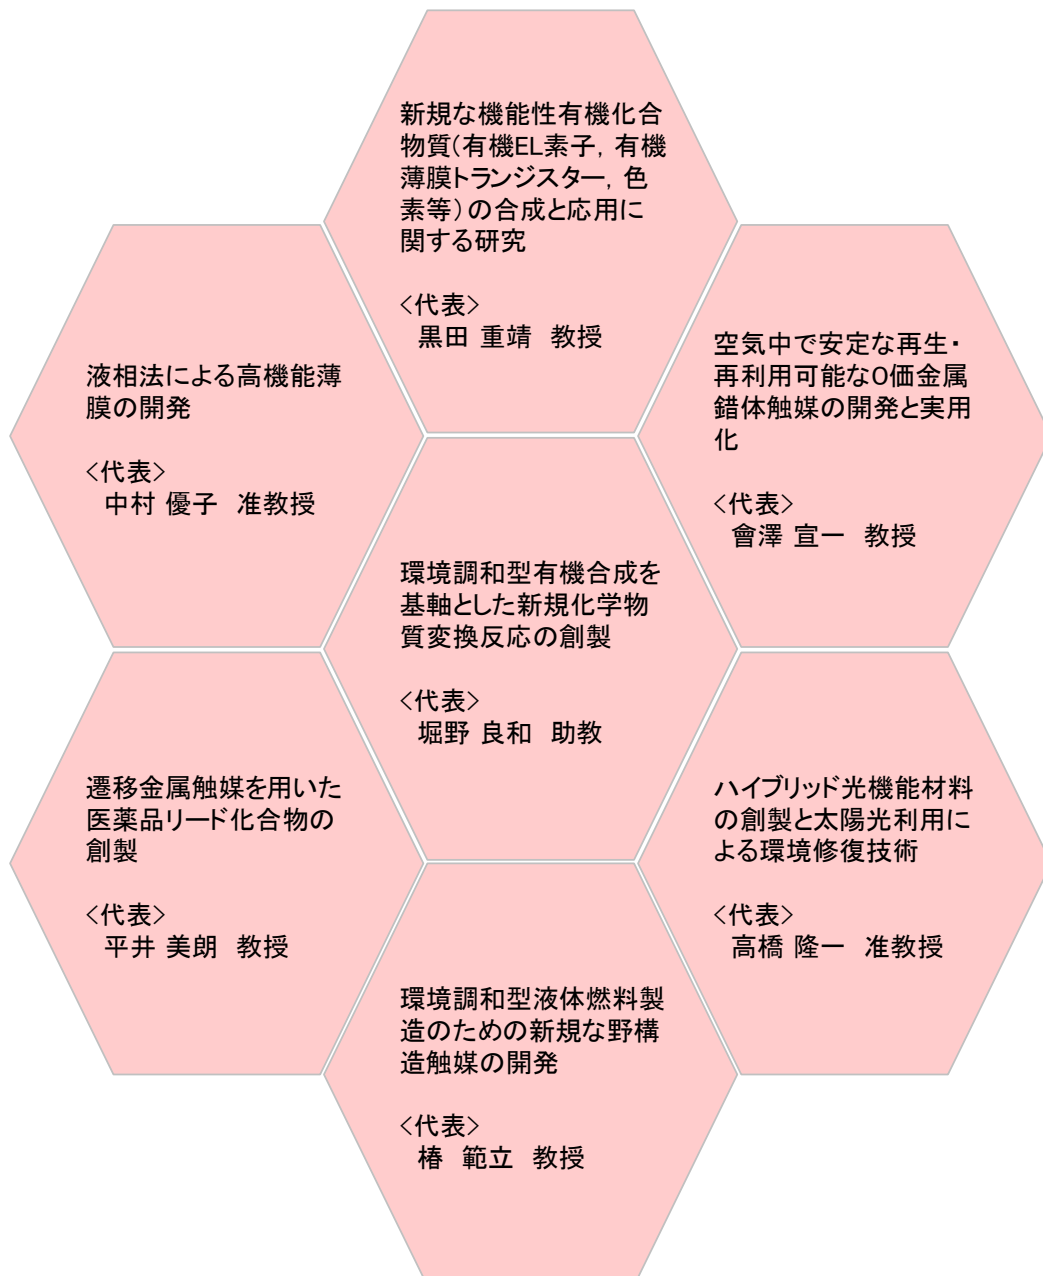 新規な機能性有機化合
物質(有機EL素子, 有機
薄膜トランジスター, 色
素等)の合成と応用に
関する研究
<代表>
黒田 重靖 教授
液相法による高機能薄
膜の開発
<代表>
中村 優子 准教授
空気中で安定な再生・
再利用可能な0価金属
錯体触媒の開発と実用
化
<代表>
會澤 宣一 教授
環境調和型有機合成を
基軸とした新規化学物
質変換反応の創製
<代表>
堀野 良和 助教
遷移金属触媒を用いた
医薬品リード化合物の
創製
<代表>
平井 美朗 教授
ハイブリッド光機能材料
の創製と太陽光利用に
よる環境修復技術
<代表>
高橋 隆一 准教授
環境調和型液体燃料製
造のための新規な野構
造触媒の開発
<代表>
椿 範立 教授